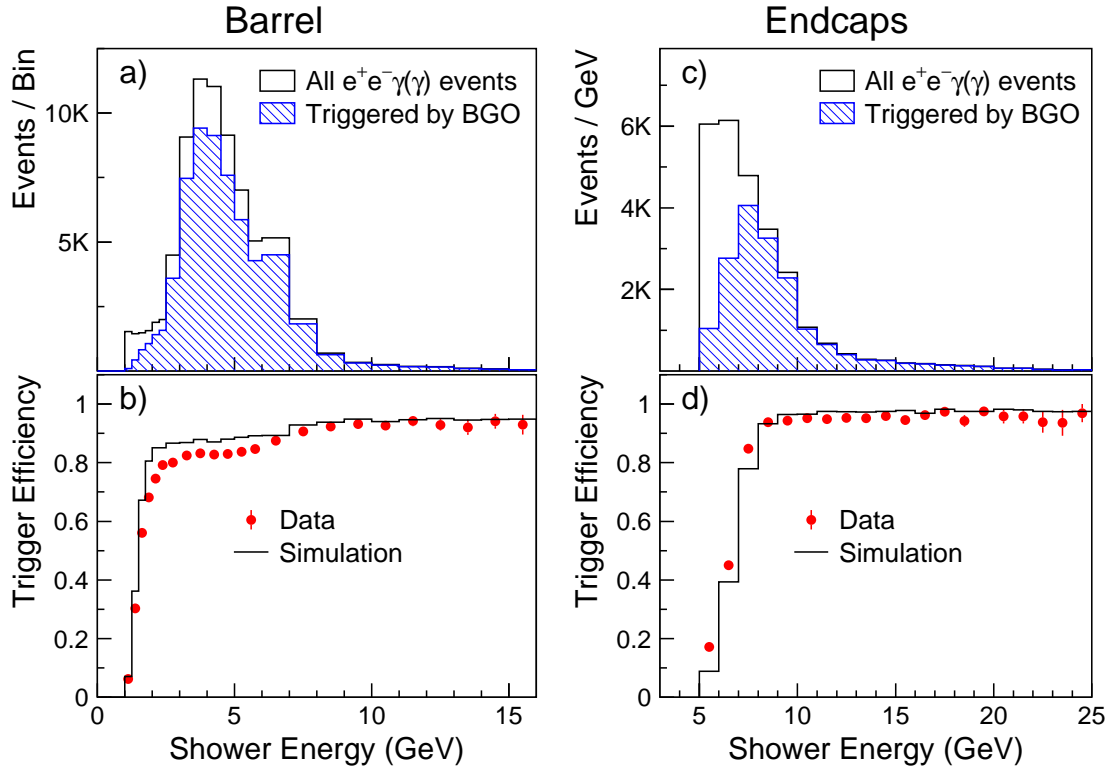 Barrel
Endcaps
a)
All e⁺e⁻γ(γ) events
Triggered by BGO
Events / Bin
10K
5K
c)
All e⁺e⁻γ(γ) events
Triggered by BGO
Events / GeV
6K
4K
2K
b)
Data
Simulation
Trigger Efficiency
1
0.8
0.6
0.4
0.2
0
0 5 10 15
Shower Energy (GeV)
d)
Data
Simulation
Trigger Efficiency
1
0.8
0.6
0.4
0.2
0
5 10 15 20 25
Shower Energy (GeV)